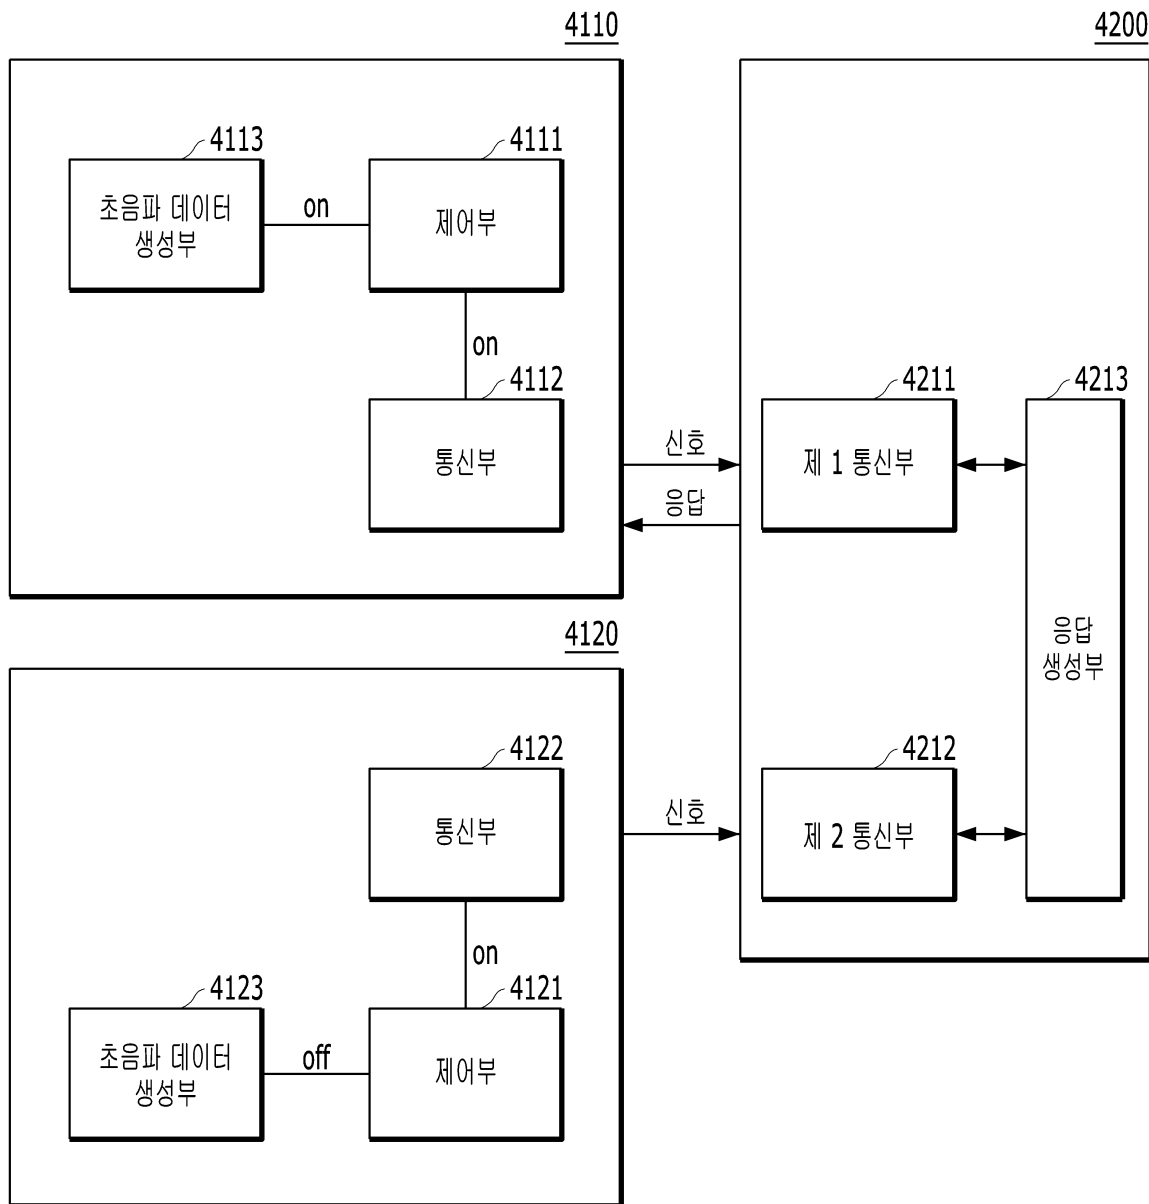 4110
4200
4113
4111
초음파 데이터
생성부
on
제어부
on
4112
통신부
신호
응답
4211
제 1 통신부
4213
응답
생성부
4120
4122
통신부
신호
4212
제 2 통신부
on
4123
4121
초음파 데이터
생성부
off
제어부